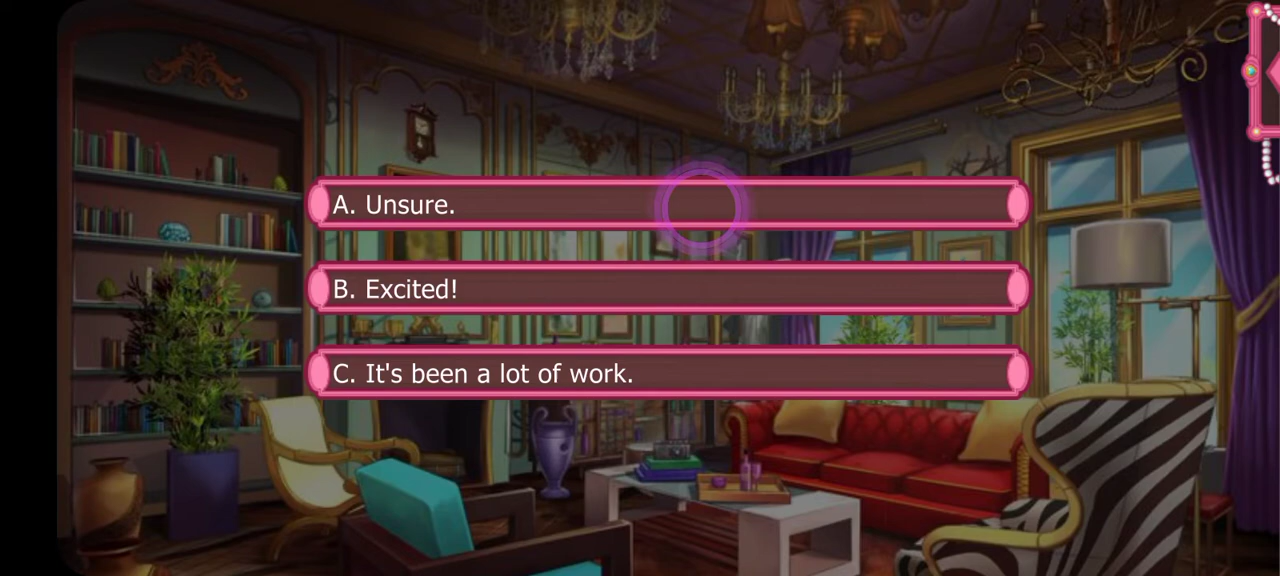 A. Unsure.
B. Excited!
C. It's been a lot of work.